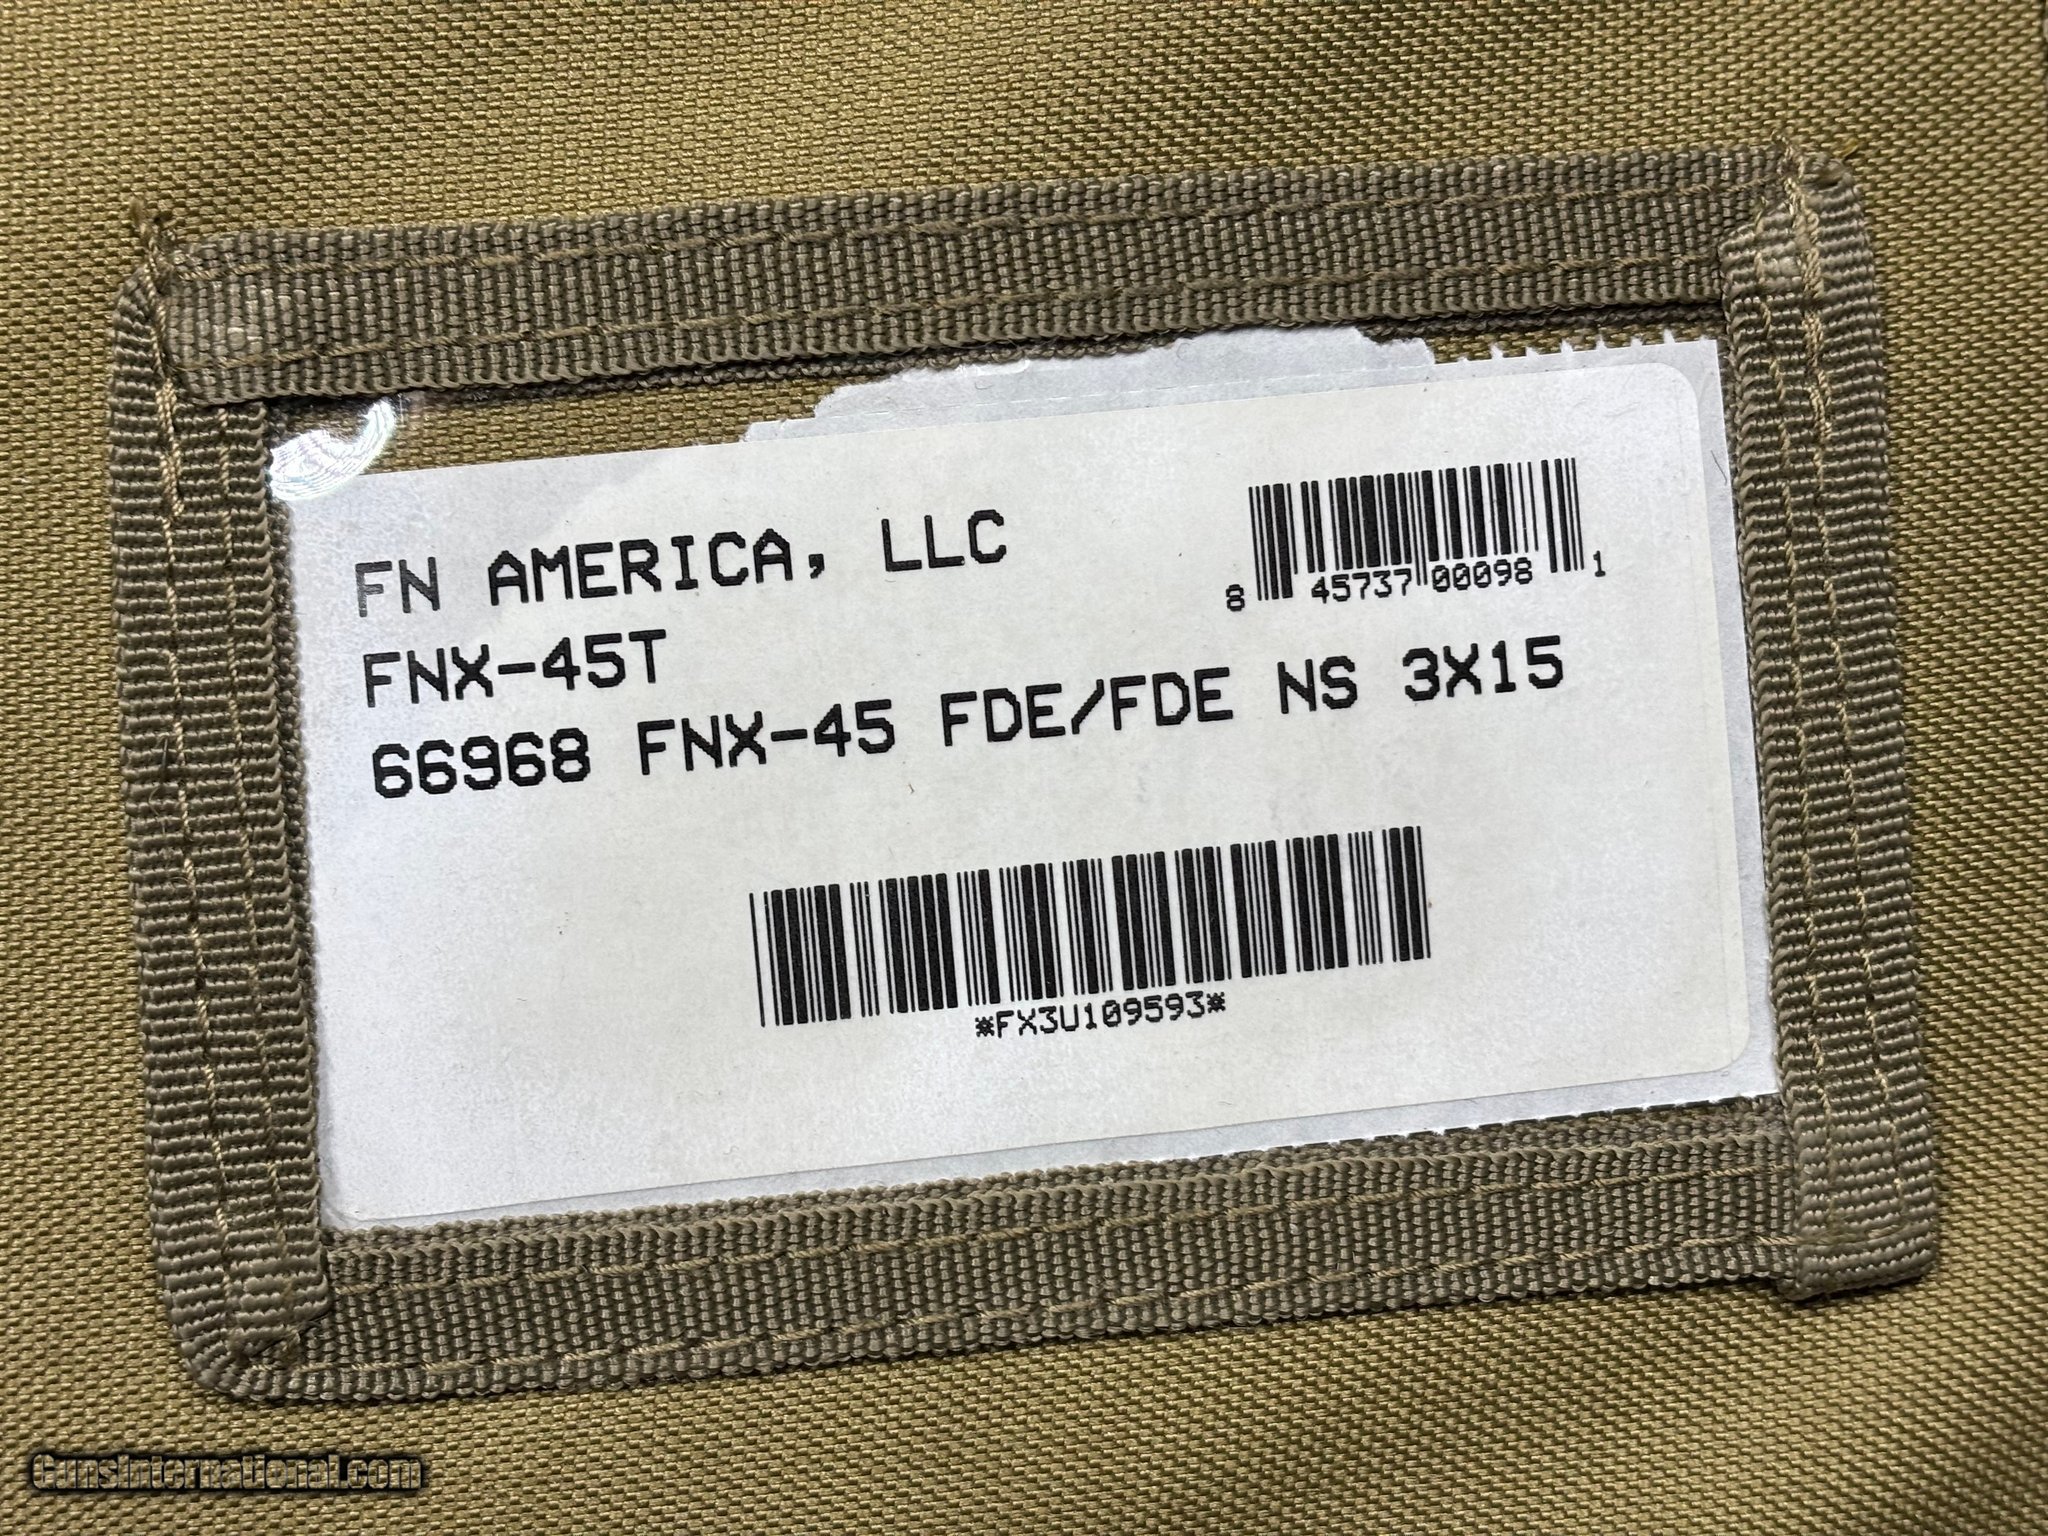 FN AMERICA, LLC
8 45737 00098 1
FNX-45T
66968 FNX-45 FDE/FDE NS 3X15
*FX3U109593*
GunsInternational.com